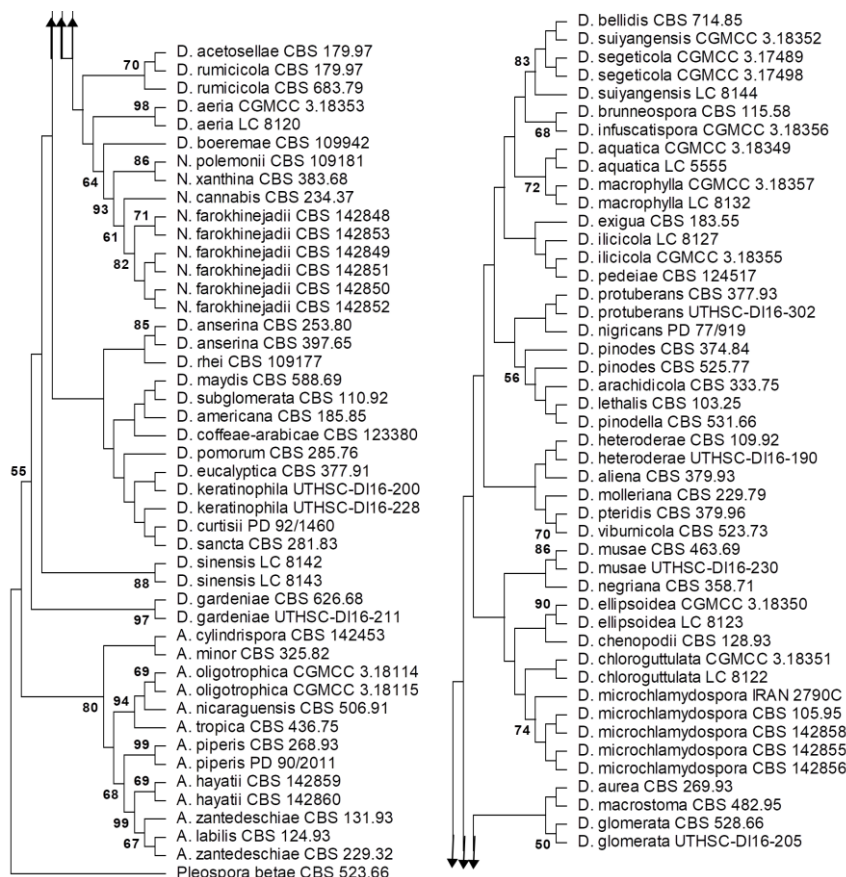 D. acetosellae CBS 179.97
70
D. rumicicola CBS 179.97
D. rumicicola CBS 683.79
98
D. aeria CGMCC 3.18353
D. aeria LC 8120
D. boeremae CBS 109942
86
N. polemonii CBS 109181
64
N. xanthina CBS 383.68
93
N. cannabis CBS 234.37
71
N. farokhinejadii CBS 142848
61
N. farokhinejadii CBS 142853
N. farokhinejadii CBS 142849
82
N. farokhinejadii CBS 142851
N. farokhinejadii CBS 142850
N. farokhinejadii CBS 142852
85
D. anserina CBS 253.80
D. anserina CBS 397.65
D. rhei CBS 109177
D. maydis CBS 588.69
D. subglomerata CBS 110.92
D. americana CBS 185.85
D. coffeae-arabicae CBS 123380
D. pomorum CBS 285.76
55
D. eucalyptica CBS 377.91
D. keratinophila UTHSC-DI16-200
D. keratinophila UTHSC-DI16-228
D. curtisii PD 92/1460
D. sancta CBS 281.83
D. sinensis LC 8142
88
D. sinensis LC 8143
D. gardeniae CBS 626.68
97
D. gardeniae UTHSC-DI16-211
A. cylindrispora CBS 142453
A. minor CBS 325.82
69
A. oligotrophica CGMCC 3.18114
A. oligotrophica CGMCC 3.18115
80
94
A. nicaraguensis CBS 506.91
A. tropica CBS 436.75
99
A. piperis CBS 268.93
A. piperis PD 90/2011
69
A. hayatii CBS 142859
68
A. hayatii CBS 142860
99
A. zantedeschiae CBS 131.93
67
A. labilis CBS 124.93
A. zantedeschiae CBS 229.32
Pleospora betae CBS 523.66
D. bellidis CBS 714.85
D. suiyangensis CGMCC 3.18352
83
D. segeticola CGMCC 3.17489
D. segeticola CGMCC 3.17498
D. suiyangensis LC 8144
D. brunneospora CBS 115.58
68
D. infuscatispora CGMCC 3.18356
D. aquatica CGMCC 3.18349
D. aquatica LC 5555
72
D. macrophylla CGMCC 3.18357
D. macrophylla LC 8132
D. exigua CBS 183.55
D. ilicicola LC 8127
D. ilicicola CGMCC 3.18355
D. pedeiae CBS 124517
D. protuberans CBS 377.93
D. protuberans UTHSC-DI16-302
D. nigricans PD 77/919
D. pinodes CBS 374.84
56
D. pinodes CBS 525.77
D. arachidicola CBS 333.75
D. lethalis CBS 103.25
D. pinodella CBS 531.66
D. heteroderae CBS 109.92
D. heteroderae UTHSC-DI16-190
D. aliena CBS 379.93
D. molleriana CBS 229.79
D. pteridis CBS 379.96
70
D. viburnicola CBS 523.73
86
D. musae CBS 463.69
D. musae UTHSC-DI16-230
D. negriana CBS 358.71
90
D. ellipsoidea CGMCC 3.18350
D. ellipsoidea LC 8123
D. chenopodii CBS 128.93
D. chloroguttulata CGMCC 3.18351
D. chloroguttulata LC 8122
D. microchlamydospora IRAN 2790C
74
D. microchlamydospora CBS 105.95
D. microchlamydospora CBS 142858
D. microchlamydospora CBS 142855
D. microchlamydospora CBS 142856
D. aurea CBS 269.93
D. macrostoma CBS 482.95
D. glomerata CBS 528.66
50
D. glomerata UTHSC-DI16-205